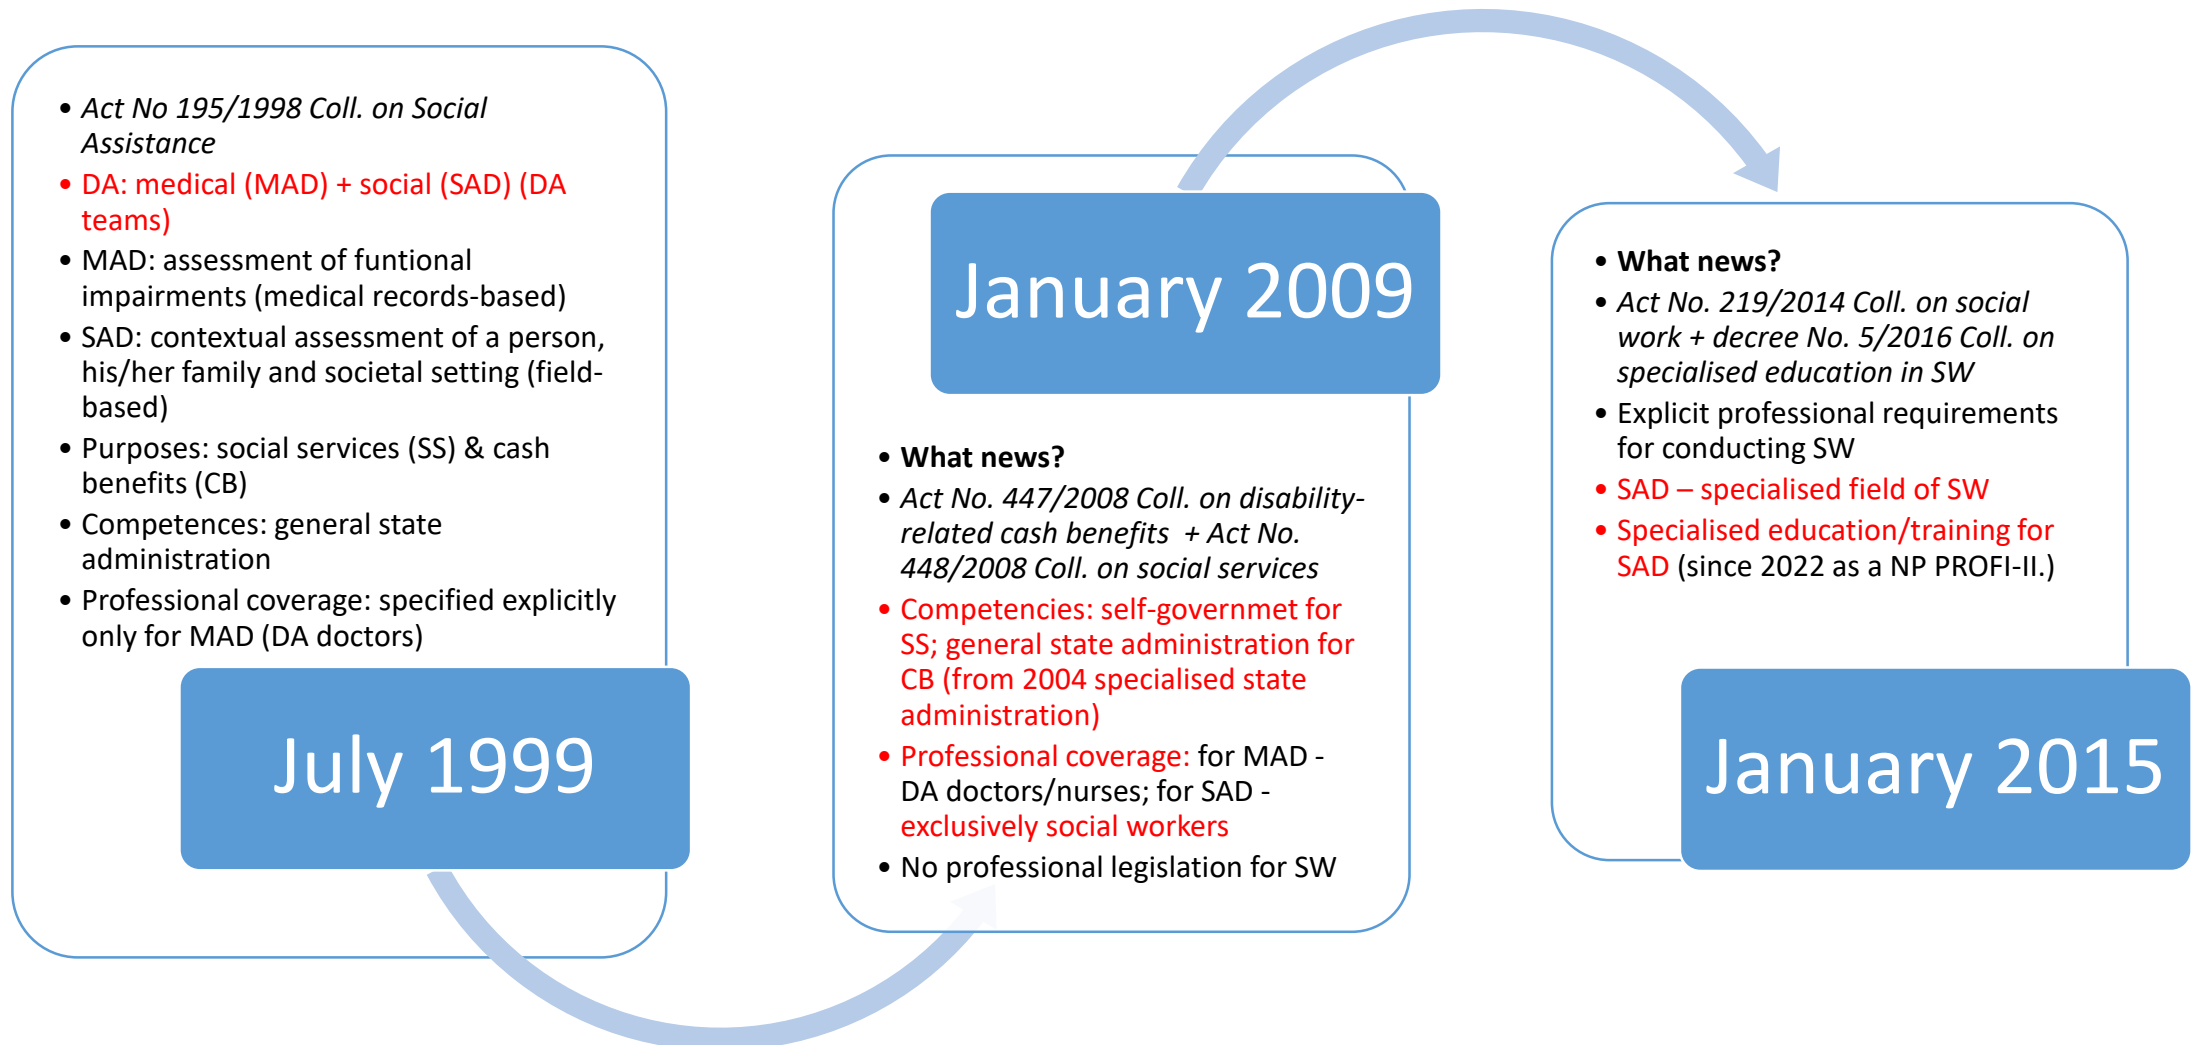 • Act No 195/1998 Coll. on Social
Assistance
• DA: medical (MAD) + social (SAD) (DA
teams)
• MAD: assessment of funtional
impairments (medical records-based)
• SAD: contextual assessment of a person,
his/her family and societal setting (field-
based)
• Purposes: social services (SS) & cash
benefits (CB)
• Competences: general state
administration
• Professional coverage: specified explicitly
only for MAD (DA doctors)
July 1999
January 2009
• What news?
• Act No. 447/2008 Coll. on disability-
related cash benefits + Act No.
448/2008 Coll. on social services
• Competencies: self-governmet for
SS; general state administration for
CB (from 2004 specialised state
administration)
• Professional coverage: for MAD -
DA doctors/nurses; for SAD -
exclusively social workers
• No professional legislation for SW
• What news?
• Act No. 219/2014 Coll. on social
work + decree No. 5/2016 Coll. on
specialised education in SW
• Explicit professional requirements
for conducting SW
• SAD – specialised field of SW
• Specialised education/training for
SAD (since 2022 as a NP PROFI-II.)
January 2015